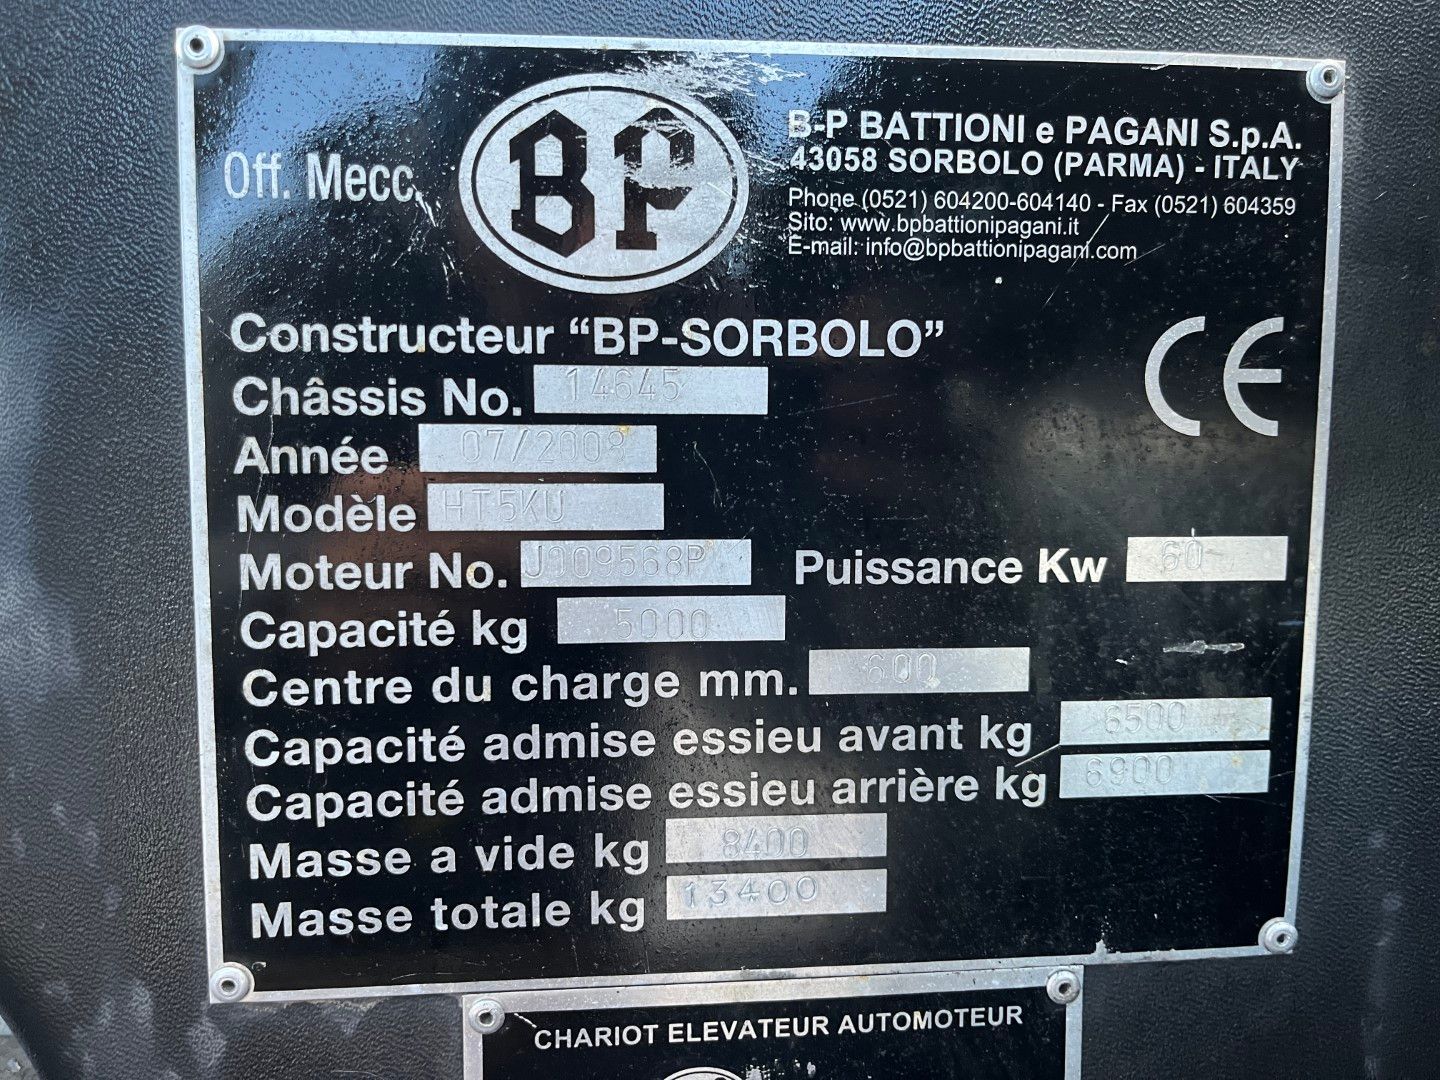 Off. Mecc.
BP
B-P BATTIONI e PAGANI S.p.A.
43058 SORBOLO (PARMA) - ITALY
Phone (0521) 604200-604140 - Fax (0521) 604359
Sito: www.bpbattionipagani.it
E-mail: info@bpbattionipagani.com
Constructeur “BP-SORBOLO”
CE
Châssis No. 14645
Année 07/2008
Modèle HT5KU
Moteur No. J009568P Puissance Kw 60
Capacité kg 5000
Centre du charge mm. 600
Capacité admise essieu avant kg 6500
Capacité admise essieu arrière kg 6900
Masse a vide kg 8400
Masse totale kg 13400
CHARIOT ELEVATEUR AUTOMOTEUR